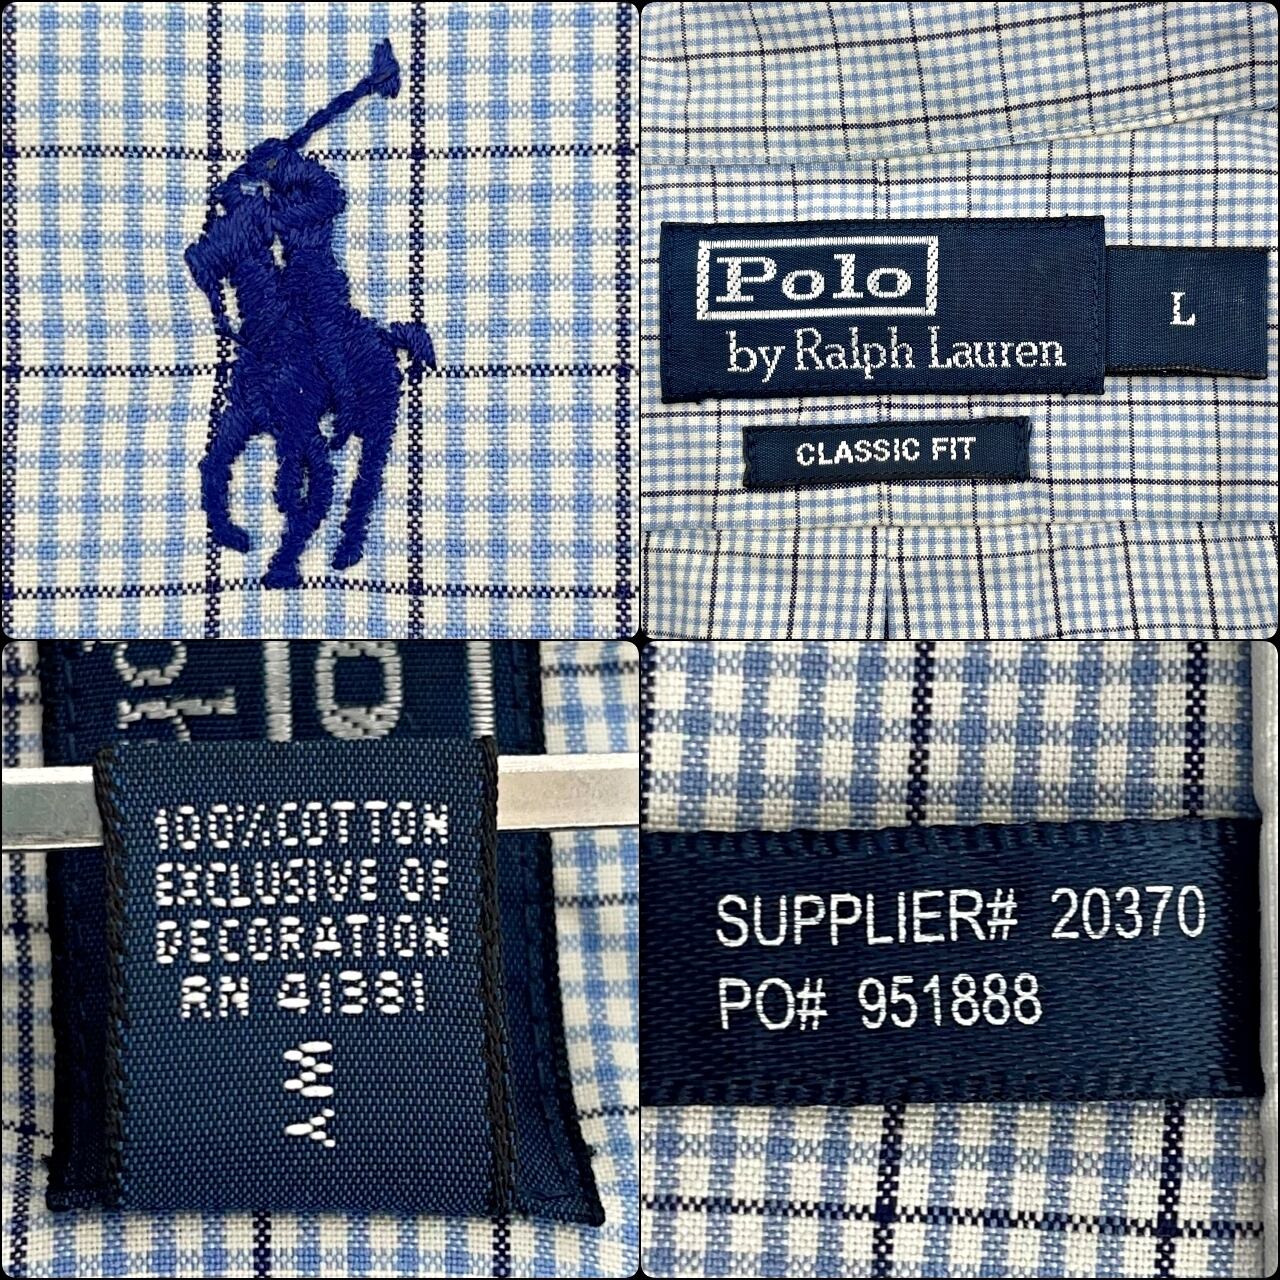 Polo
by Ralph Lauren
L
CLASSIC FIT
100%COTTON
EXCLUSIVE OF
DECORATION
RN 41381
SUPPLIER# 20370
PO# 951888